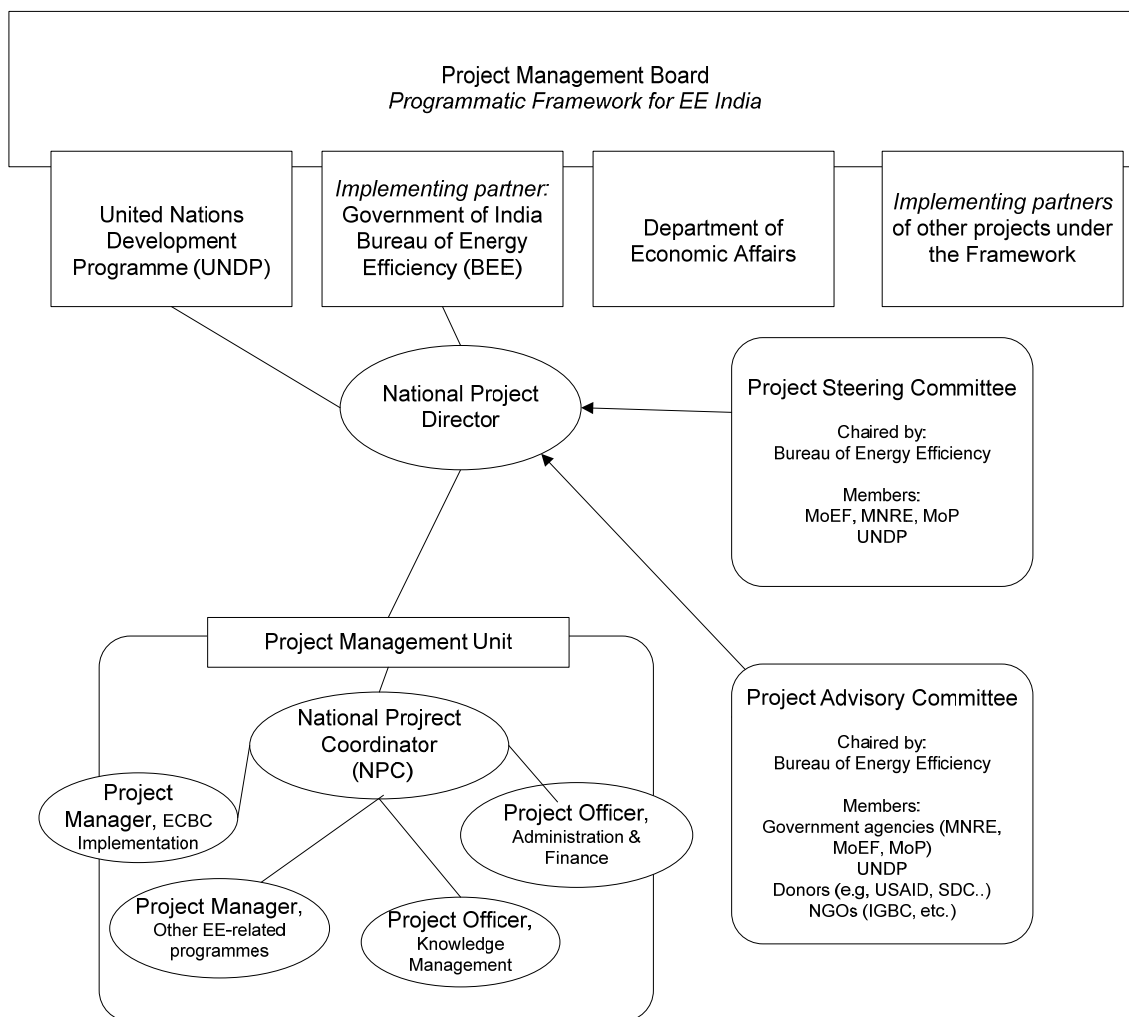 Project Management Board
Programmatic Framework for EE India
United Nations
Development
Programme (UNDP)
Implementing partner:
Government of India
Bureau of Energy
Efficiency (BEE)
Department of
Economic Affairs
Implementing partners
of other projects under
the Framework
National Project
Director
Project Steering Committee
Chaired by:
Bureau of Energy Efficiency
Members:
MoEF, MNRE, MoP
UNDP
Project Management Unit
National Projrect
Coordinator
(NPC)
Project
Manager, ECBC
Implementation
Project Officer,
Administration &
Finance
Project Manager,
Other EE-related
programmes
Project Officer,
Knowledge
Management
Project Advisory Committee
Chaired by:
Bureau of Energy Efficiency
Members:
Government agencies (MNRE,
MoEF, MoP)
UNDP
Donors (e.g, USAID, SDC..)
NGOs (IGBC, etc.)